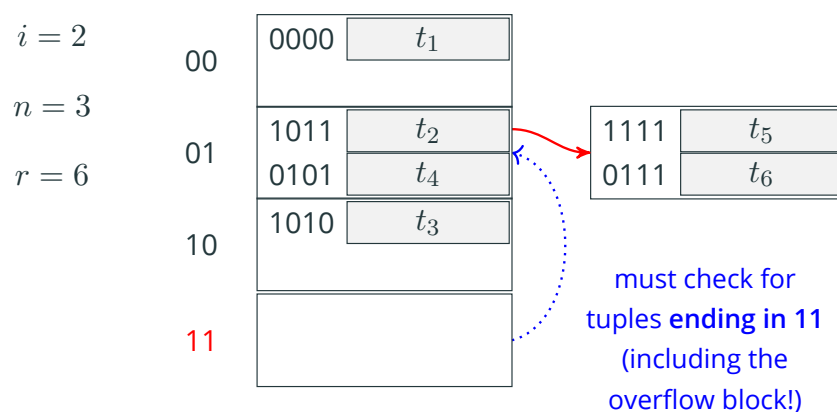 i = 2
n = 3
r = 6
00
0000 t₁
01
1011 t₂
0101 t₄
1111 t₅
0111 t₆
10
1010 t₃
11
must check for
tuples ending in 11
(including the
overflow block!)